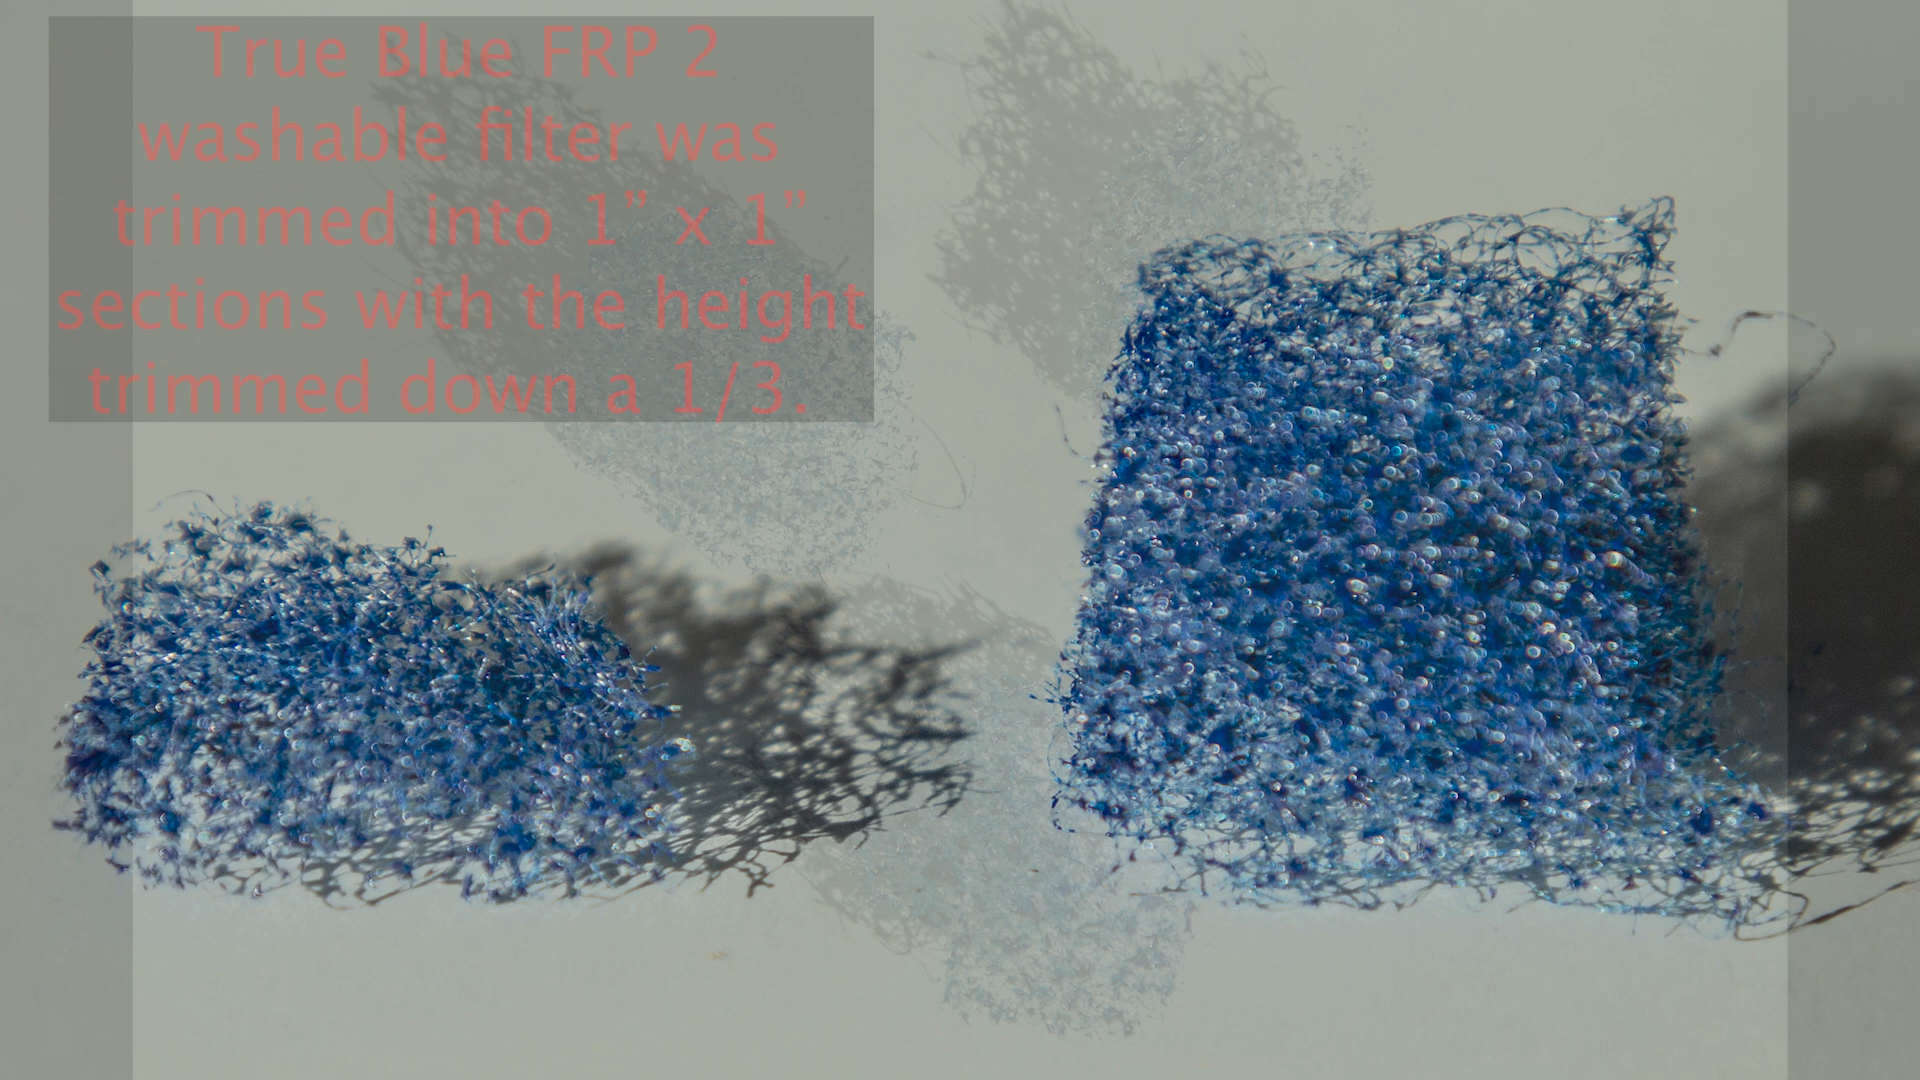 True Blue FRP 2
washable filter was
trimmed into 1” x 1”
sections with the height
trimmed down a 1/3.